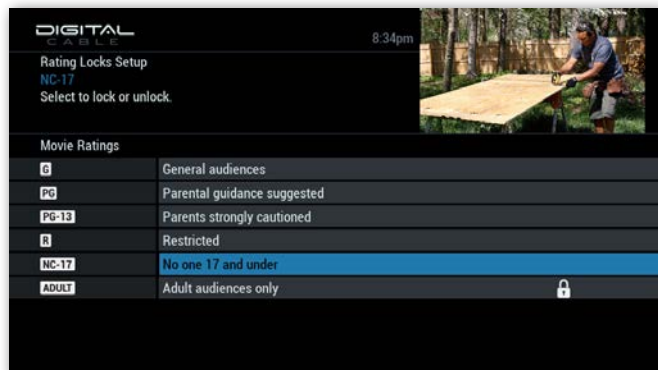 DIGITAL
CABLE
8:34pm
Rating Locks Setup
NC-17
Select to lock or unlock.
Movie Ratings
G General audiences
PG Parental guidance suggested
PG-13 Parents strongly cautioned
R Restricted
NC-17 No one 17 and under
ADULT Adult audiences only